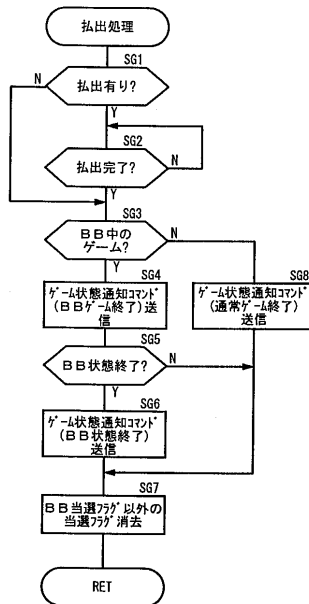 払出処理
SG1
N
払出有り?
Y
SG2
払出完了?
N
Y
SG3
BB中の
ゲーム?
N
Y
SG4
ゲーム状態通知コマンド
(BBゲーム終了)送
信
SG8
ゲーム状態通知コマンド
(通常ゲーム終了)
送信
SG5
BB状態終了?
N
Y
SG6
ゲーム状態通知コマンド
(BB状態終了)
送信
SG7
BB当選フラグ以外の
当選フラグ消去
RET